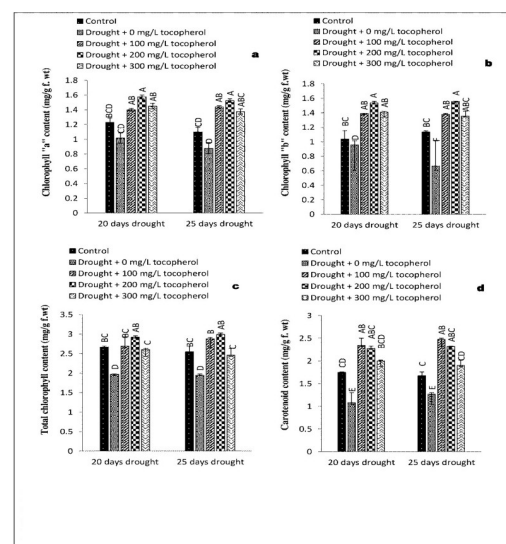 Control
Drought + 0 mg/L tocopherol
Drought + 100 mg/L tocopherol
Drought + 200 mg/L tocopherol
Drought + 300 mg/L tocopherol
a
Chlorophyll "a" content (mg/g f.wt)
1.8
1.6
1.4
1.2
1
0.8
0.6
0.4
0.2
0
BCD
CD
AB
A
AB
CD
D
AB
A
ABC
20 days drought
25 days drought
Control
Drought + 0 mg/L tocopherol
Drought + 100 mg/L tocopherol
Drought + 200 mg/L tocopherol
Drought + 300 mg/L tocopherol
b
Chlorophyll "b" content (mg/g f.wt)
1.8
1.6
1.4
1.2
1
0.8
0.6
0.4
0.2
0
BC
AB
A
AB
BC
AB
A
ABC
20 days drought
25 days drought
Control
Drought + 0 mg/L tocopherol
Drought + 100 mg/L tocopherol
Drought + 200 mg/L tocopherol
Drought + 300 mg/L tocopherol
c
Total chlorophyll content (mg/g f.wt)
3.5
3
2.5
2
1.5
1
0.5
0
BC
D
BC
AB
C
BC
D
B
AB
C
20 days drought
25 days drought
Control
Drought + 0 mg/L tocopherol
Drought + 100 mg/L tocopherol
Drought + 200 mg/L tocopherol
Drought + 300 mg/L tocopherol
d
Carotenoid content (mg/g f.wt)
3
2.5
2
1.5
1
0.5
0
CD
E
AB
ABC
BCD
C
E
AB
ABC
CD
20 days drought
25 days drought